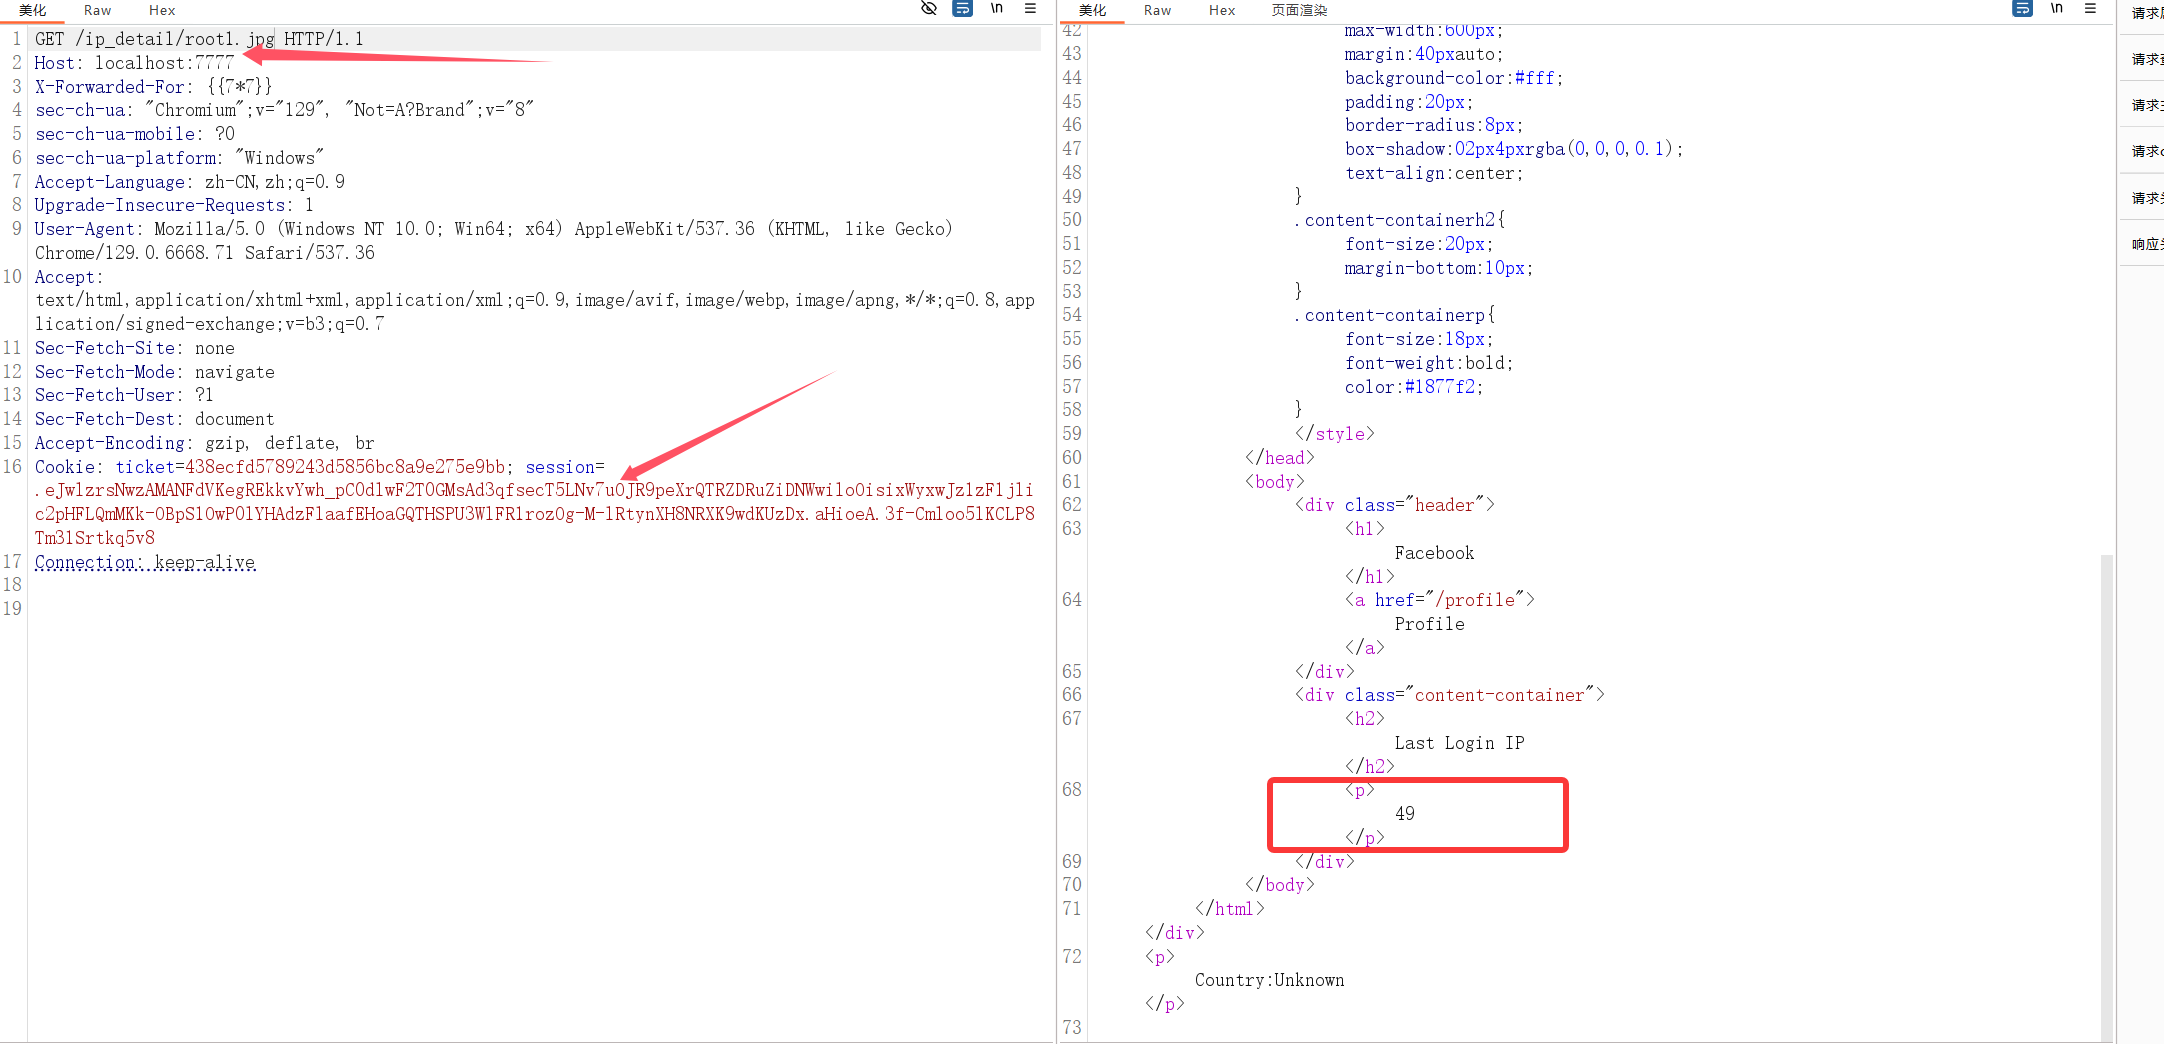 美化 Raw Hex \n
1 GET /ip_detail/root1.jpg HTTP/1.1
2 Host: localhost:7777
3 X-Forwarded-For: {{7*7}}
4 sec-ch-ua: "Chromium";v="129", "Not=A?Brand";v="8"
5 sec-ch-ua-mobile: ?0
6 sec-ch-ua-platform: "Windows"
7 Accept-Language: zh-CN,zh;q=0.9
8 Upgrade-Insecure-Requests: 1
9 User-Agent: Mozilla/5.0 (Windows NT 10.0; Win64; x64) AppleWebKit/537.36 (KHTML, like Gecko)
Chrome/129.0.6668.71 Safari/537.36
10 Accept:
text/html,application/xhtml+xml,application/xml;q=0.9,image/avif,image/webp,image/apng,*/*;q=0.8,app
lication/signed-exchange;v=b3;q=0.7
11 Sec-Fetch-Site: none
12 Sec-Fetch-Mode: navigate
13 Sec-Fetch-User: ?1
14 Sec-Fetch-Dest: document
15 Accept-Encoding: gzip, deflate, br
16 Cookie: ticket=438ecfd5789243d5856bc8a9e275e9bb; session=
17 Connection: keep-alive
18
19
美化 Raw Hex 页面渲染 \n
42 max-width:600px;
43 margin:40pxauto;
44 background-color:#fff;
45 padding:20px;
46 border-radius:8px;
47 box-shadow:02px4pxrgba(0,0,0,0.1);
48 text-align:center;
49 }
50 .content-containerh2{
51 font-size:20px;
52 margin-bottom:10px;
53 }
54 .content-containerp{
55 font-size:18px;
56 font-weight:bold;
57 color:#1877f2;
58 }
59 </style>
60 </head>
61 <body>
62 <div class="header">
63 <h1>
Facebook
</h1>
64 <a href="/profile">
Profile
</a>
65 </div>
66 <div class="content-container">
67 <h2>
Last Login IP
</h2>
68 <p>
49
</p>
69 </div>
70 </body>
71 </html>
</div>
72 <p>
Country:Unknown
</p>
73
请求
请求
请求
请求
请求
响应